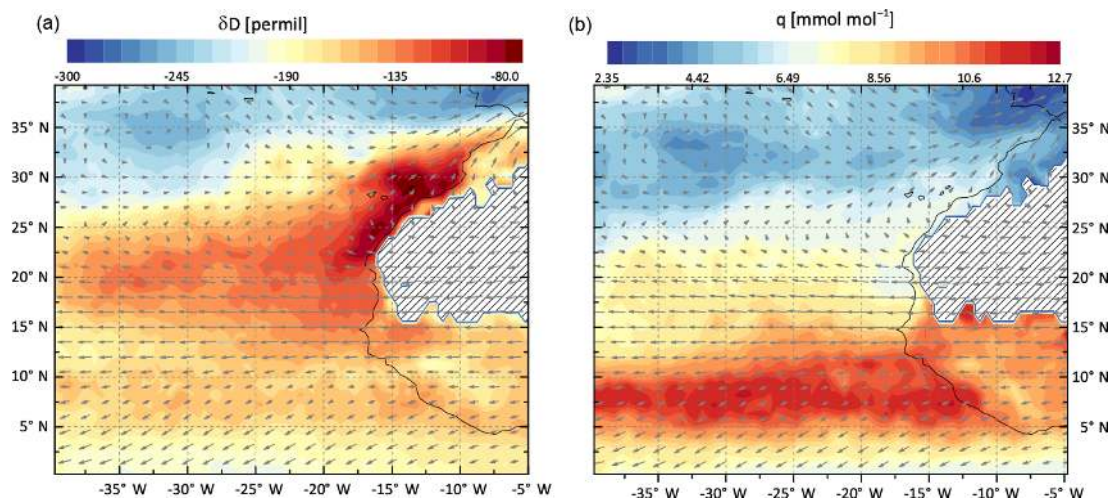 (a) δD [permil]
-300 -245 -190 -135 -80.0
35° N
30° N
25° N
20° N
15° N
10° N
5° N
-35° W -30° W -25° W -20° W -15° W -10° W -5° W
(b) q [mmol mol⁻¹]
2.35 4.42 6.49 8.56 10.6 12.7
35° N
30° N
25° N
20° N
15° N
10° N
5° N
-35° W -30° W -25° W -20° W -15° W -10° W -5° W